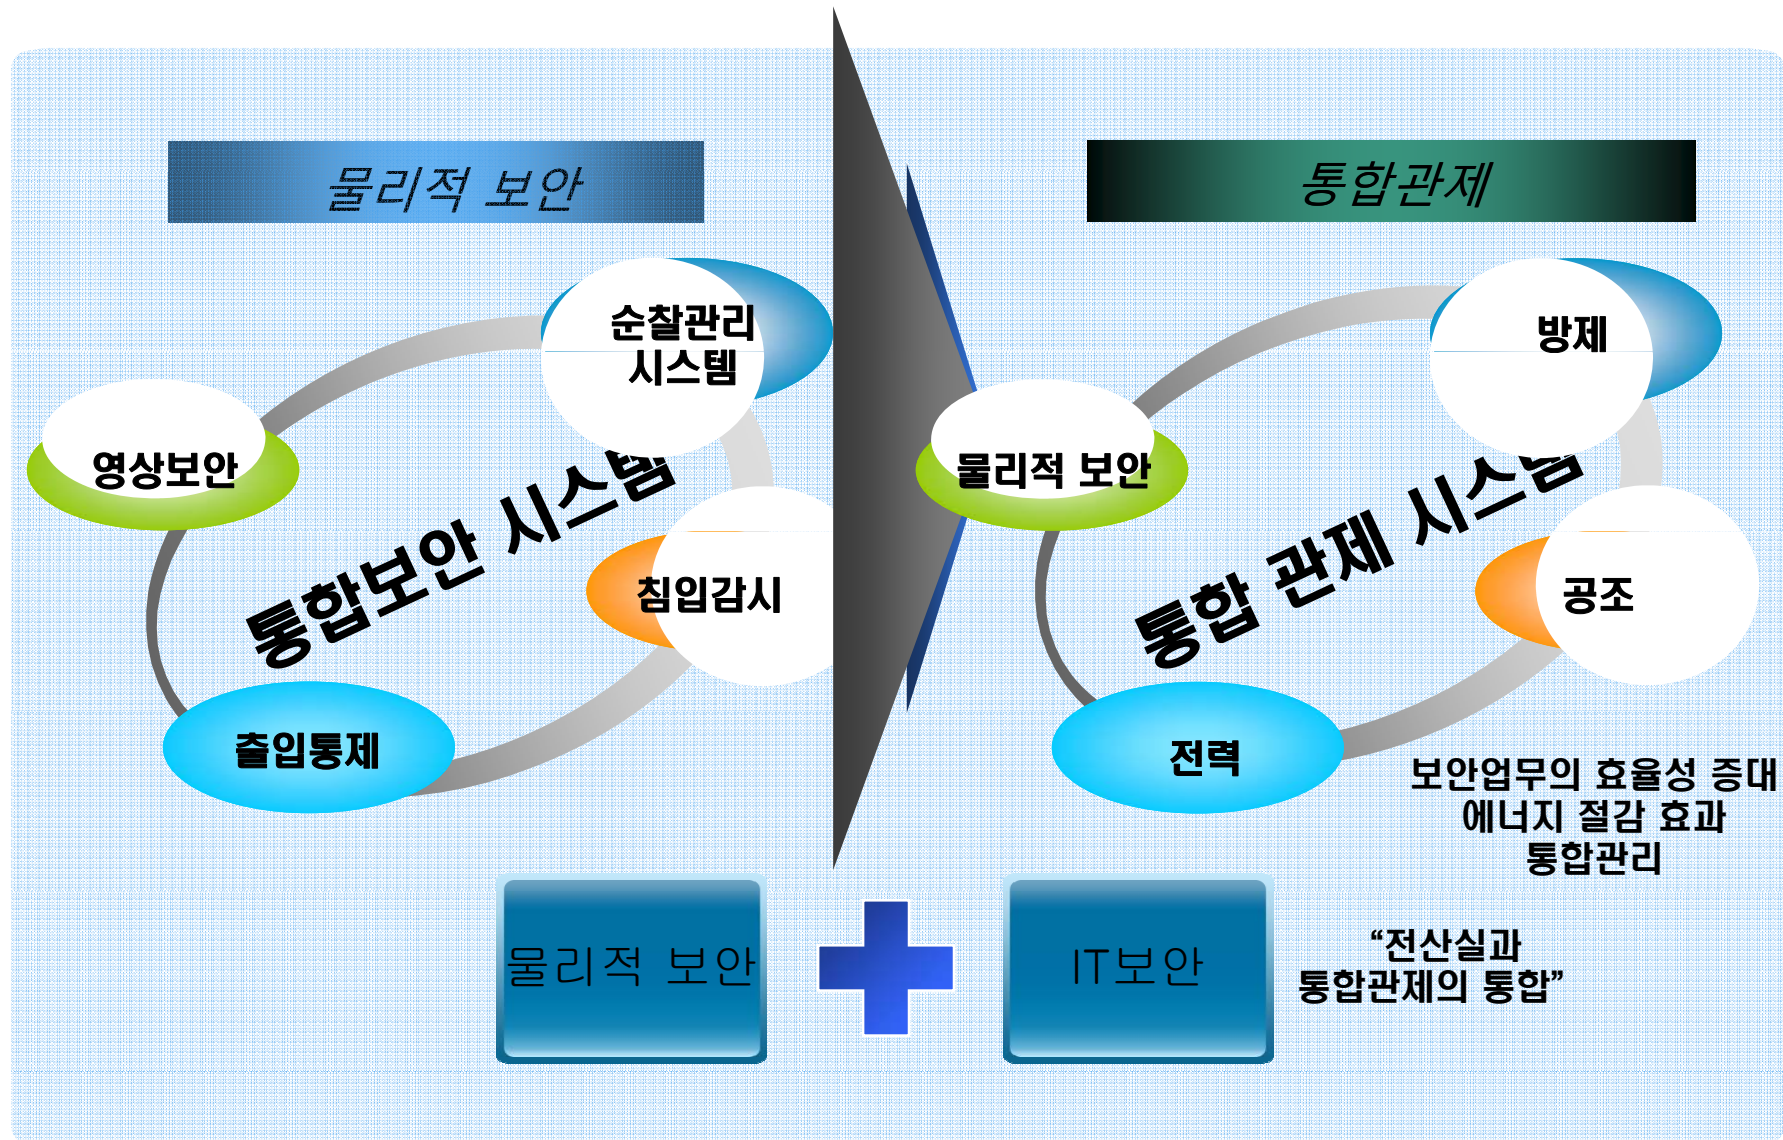 물리적 보안
순찰관리
시스템
영상보안
통합보안 시스템
침입감시
출입통제
통합관제
방제
물리적 보안
통합 관제 시스템
공조
전력
보안업무의 효율성 증대
에너지 절감 효과
통합관리
물리적 보안
IT보안
“전산실과
통합관제의 통합”